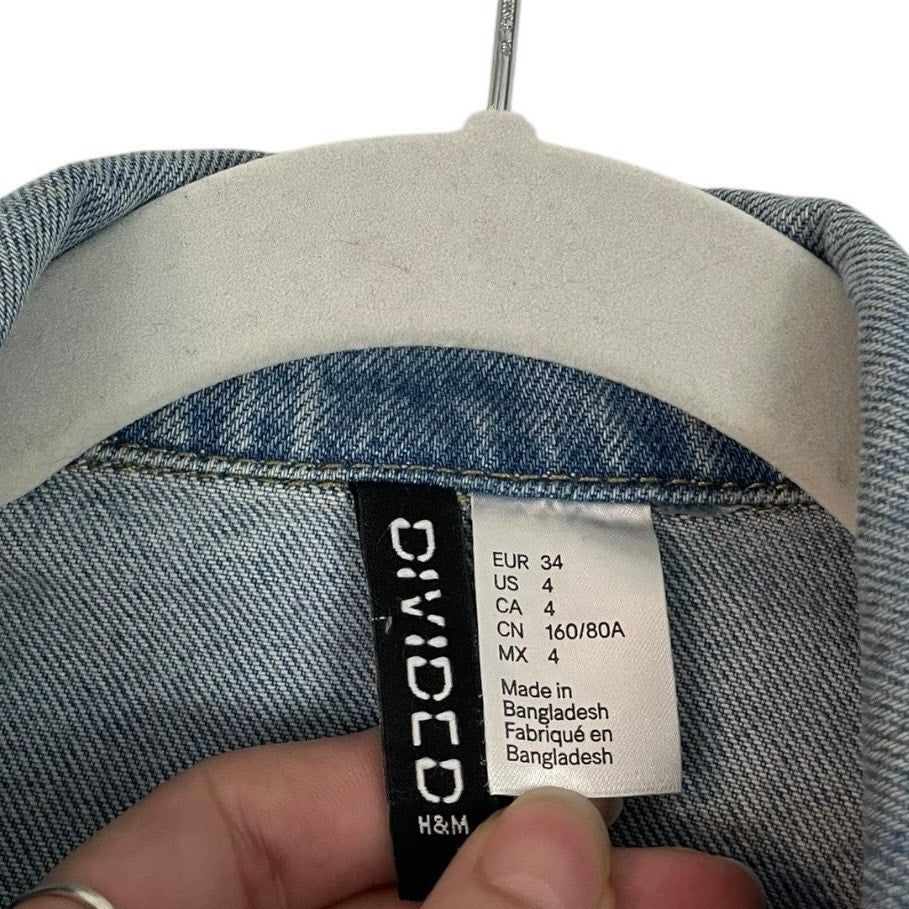 DIVIDED
H&M
EUR 34
US 4
CA 4
CN 160/80A
MX 4
Made in
Bangladesh
Fabriqué en
Bangladesh